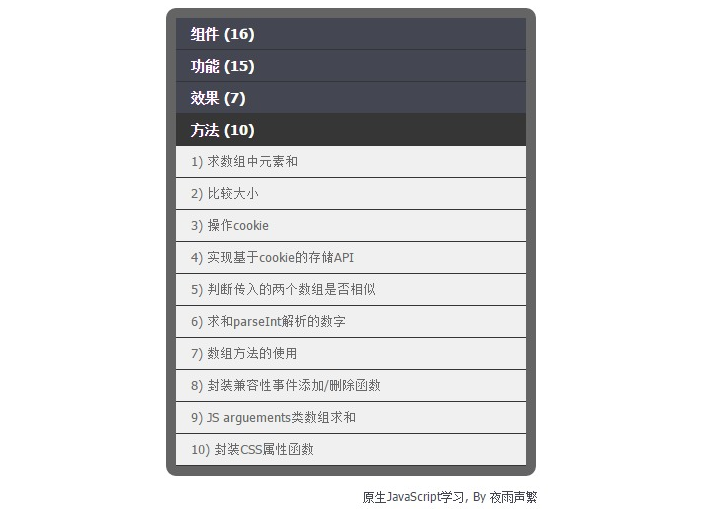 组件 (16)
功能 (15)
效果 (7)
方法 (10)
1) 求数组中元素和
2) 比较大小
3) 操作cookie
4) 实现基于cookie的存储API
5) 判断传入的两个数组是否相似
6) 求和parseInt解析的数字
7) 数组方法的使用
8) 封装兼容性事件添加/删除函数
9) JS arguements类数组求和
10) 封装CSS属性函数
原生JavaScript学习, By 夜雨声繁